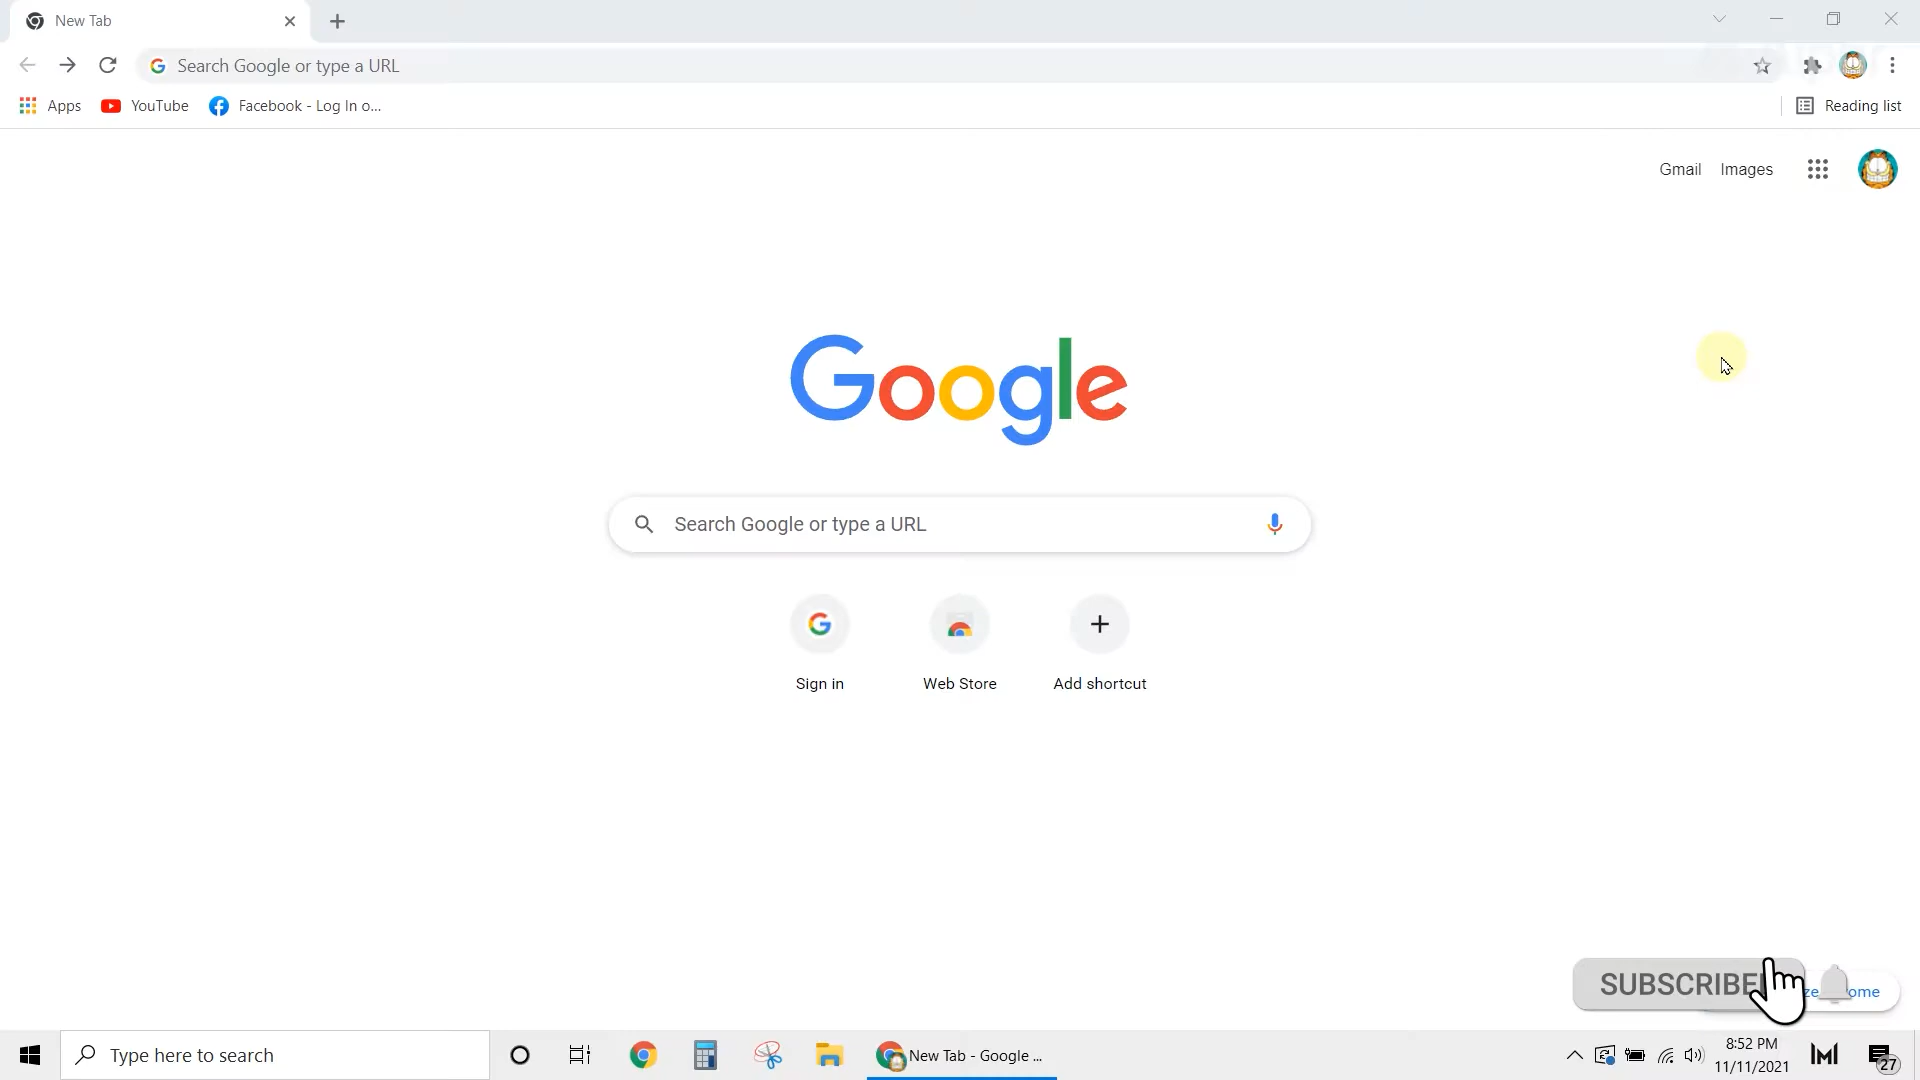 New Tab
Search Google or type a URL
Apps
YouTube
Facebook - Log In o...
Reading list
Gmail
Images
Google
Search Google or type a URL
Sign in
Web Store
Add shortcut
SUBSCRIBED
Type here to search
New Tab - Google ...
8:52 PM
11/11/2021
27